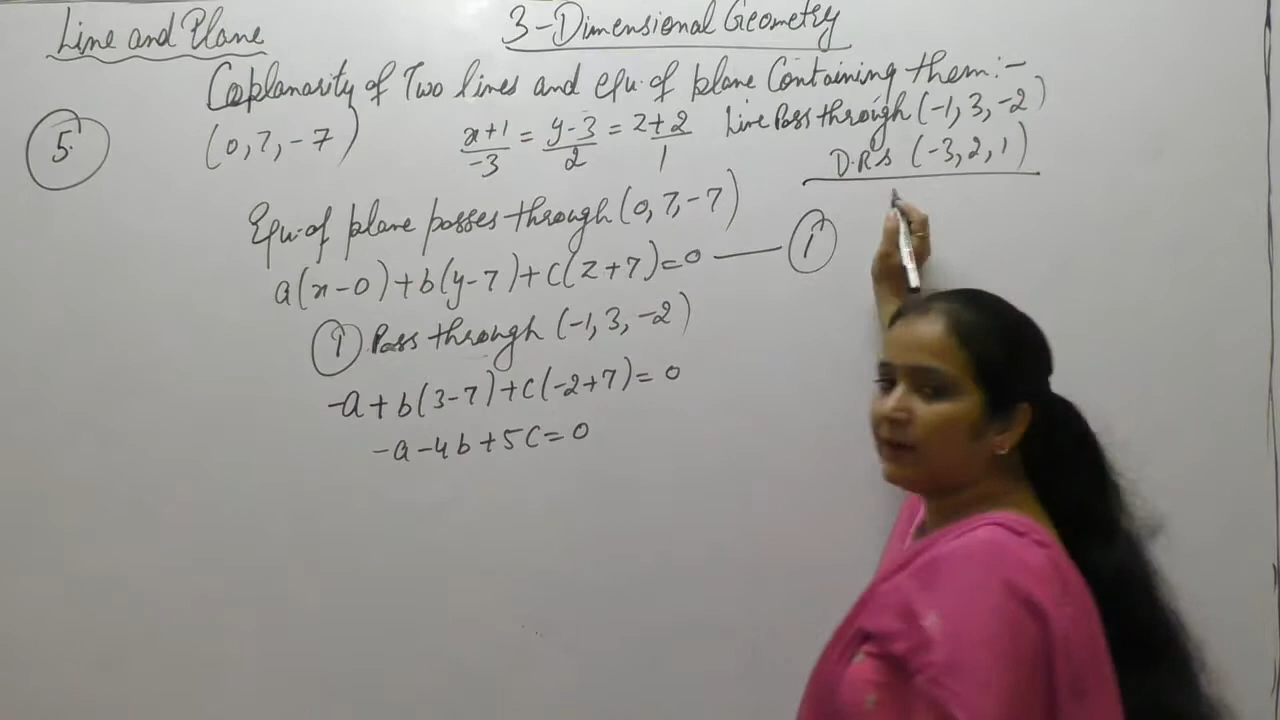 Line and Plane
3-Dimensional Geometry
Coplanarity of Two lines and equ. of plane Containing them:-
5.
(0, 7, -7)
x+1/-3 = y-3/2 = z+2/1
Line Pass through (-1, 3, -2)
D.R's (-3, 2, 1)
Equ. of plane passes through (0, 7, -7)
a(x-0)+b(y-7)+c(z+7)=0 — ①
① Pass through (-1, 3, -2)
-a+b(3-7)+c(-2+7)=0
-a-4b+5c=0